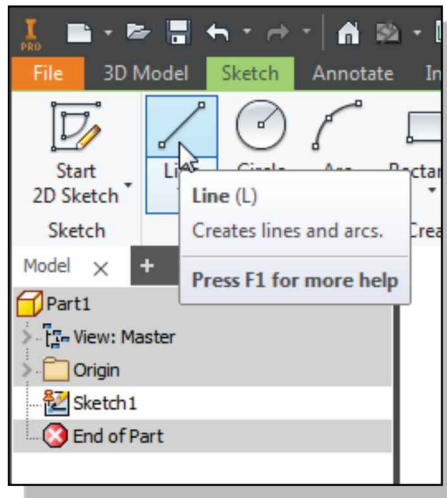 PRO
File 3D Model Sketch Annotate In
Start
2D Sketch
Line (L)
Creates lines and arcs.
Press F1 for more help
Sketch
Model
Part1
View: Master
Origin
Sketch1
End of Part